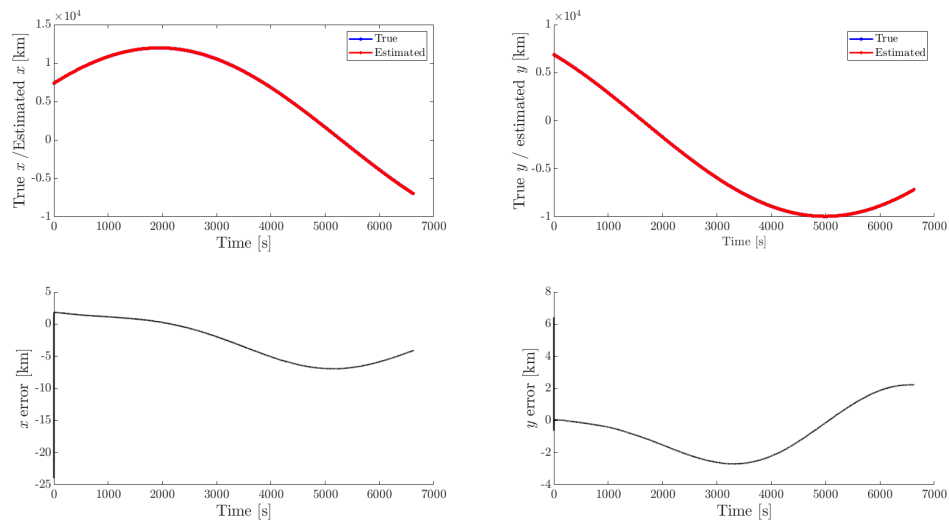 ×10⁴
1.5
1
0.5
0
-0.5
-1
True x /Estimated x [km]
0 1000 2000 3000 4000 5000 6000 7000
Time [s]
True
Estimated
×10⁴
1
0.5
0
-0.5
-1
True y / estimated y [km]
0 1000 2000 3000 4000 5000 6000 7000
Time [s]
True
Estimated
5
0
-5
-10
-15
-20
-25
x error [km]
0 1000 2000 3000 4000 5000 6000 7000
Time [s]
8
6
4
2
0
-2
-4
y error [km]
0 1000 2000 3000 4000 5000 6000 7000
Time [s]